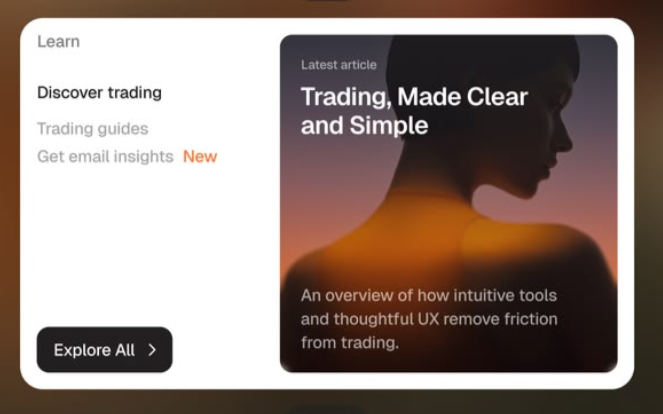 Learn
Discover trading
Trading guides
Get email insights New
Explore All
Latest article
Trading, Made Clear
and Simple
An overview of how intuitive tools
and thoughtful UX remove friction
from trading.